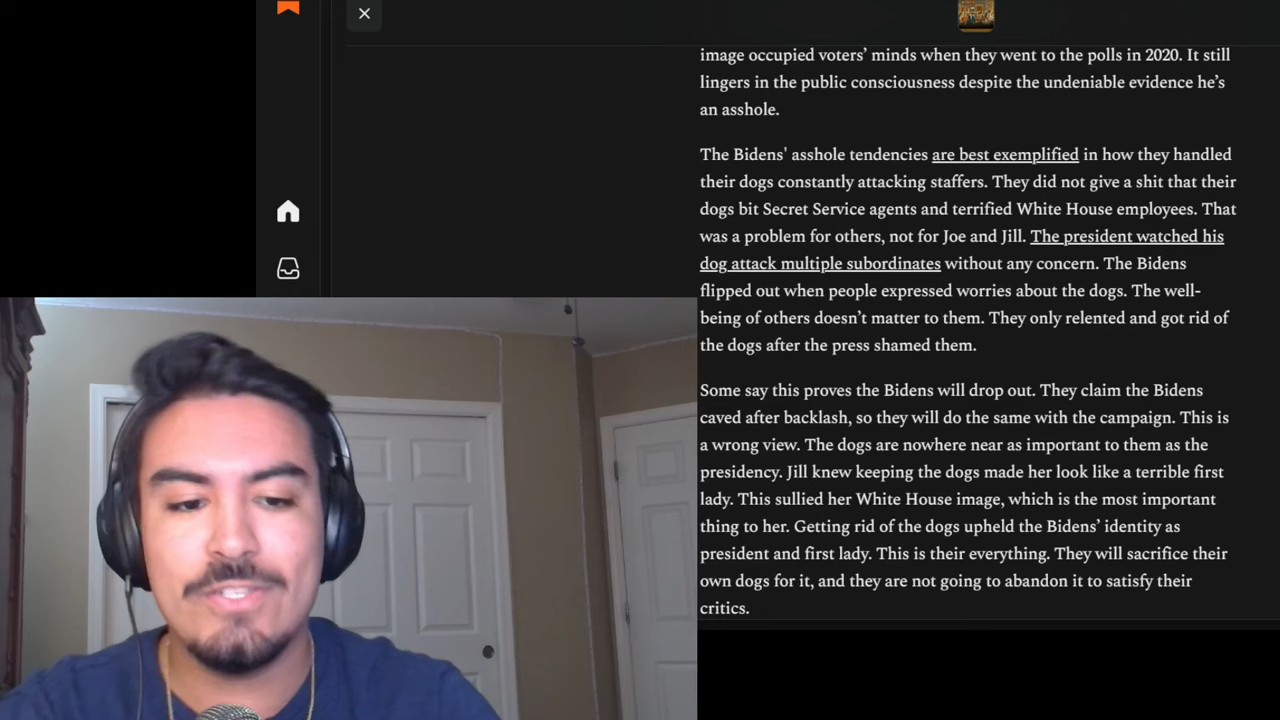 image occupied voters’ minds when they went to the polls in 2020. It still
lingers in the public consciousness despite the undeniable evidence he’s
an asshole.
The Bidens' asshole tendencies are best exemplified in how they handled
their dogs constantly attacking staffers. They did not give a shit that their
dogs bit Secret Service agents and terrified White House employees. That
was a problem for others, not for Joe and Jill. The president watched his
dog attack multiple subordinates without any concern. The Bidens
flipped out when people expressed worries about the dogs. The well-
being of others doesn’t matter to them. They only relented and got rid of
the dogs after the press shamed them.
Some say this proves the Bidens will drop out. They claim the Bidens
caved after backlash, so they will do the same with the campaign. This is
a wrong view. The dogs are nowhere near as important to them as the
presidency. Jill knew keeping the dogs made her look like a terrible first
lady. This sullied her White House image, which is the most important
thing to her. Getting rid of the dogs upheld the Bidens’ identity as
president and first lady. This is their everything. They will sacrifice their
own dogs for it, and they are not going to abandon it to satisfy their
critics.